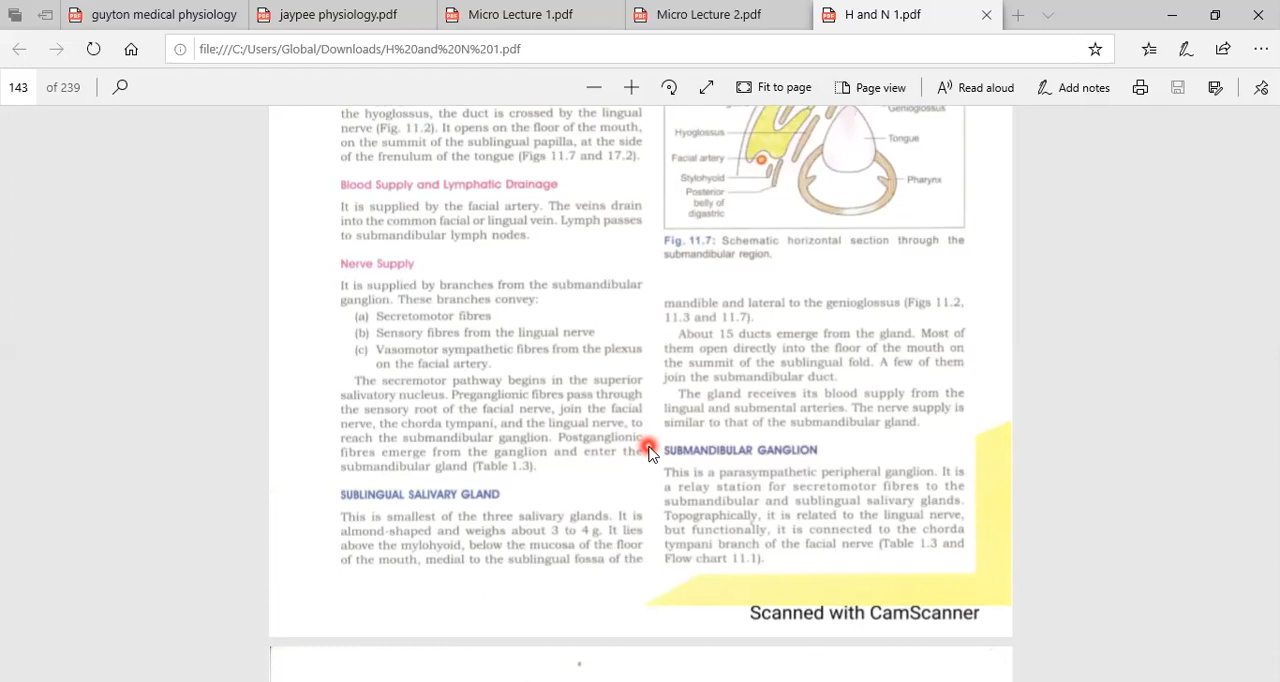 guyton medical physiology
jaypee physiology.pdf
Micro Lecture 1.pdf
Micro Lecture 2.pdf
H and N 1.pdf
file:///C:/Users/Global/Downloads/H%20and%20N%201.pdf
143 of 239
Fit to page
Page view
Read aloud
Add notes
the hyoglossus, the duct is crossed by the lingual
nerve (Fig. 11.2). It opens on the floor of the mouth,
on the summit of the sublingual papilla, at the side
of the frenulum of the tongue (Figs 11.7 and 17.2).
Blood Supply and Lymphatic Drainage
It is supplied by the facial artery. The veins drain
into the common facial or lingual vein. Lymph passes
to submandibular lymph nodes.
Nerve Supply
It is supplied by branches from the submandibular
ganglion. These branches convey:
(a) Secretomotor fibres
(b) Sensory fibres from the lingual nerve
(c) Vasomotor sympathetic fibres from the plexus
on the facial artery.
The secremotor pathway begins in the superior
salivatory nucleus. Preganglionic fibres pass through
the sensory root of the facial nerve, join the facial
nerve, the chorda tympani, and the lingual nerve, to
reach the submandibular ganglion. Postganglionic
fibres emerge from the ganglion and enter the
submandibular gland (Table 1.3).
SUBLINGUAL SALIVARY GLAND
This is smallest of the three salivary glands. It is
almond-shaped and weighs about 3 to 4 g. It lies
above the mylohyoid, below the mucosa of the floor
of the mouth, medial to the sublingual fossa of the
Genioglossus
Hyoglossus
Tongue
Facial artery
Stylohyoid
Pharynx
Posterior
belly of
digastric
Fig. 11.7: Schematic horizontal section through the
submandibular region.
mandible and lateral to the genioglossus (Figs 11.2,
11.3 and 11.7).
About 15 ducts emerge from the gland. Most of
them open directly into the floor of the mouth on
the summit of the sublingual fold. A few of them
join the submandibular duct.
The gland receives its blood supply from the
lingual and submental arteries. The nerve supply is
similar to that of the submandibular gland.
SUBMANDIBULAR GANGLION
This is a parasympathetic peripheral ganglion. It is
a relay station for secretomotor fibres to the
submandibular and sublingual salivary glands.
Topographically, it is related to the lingual nerve,
but functionally, it is connected to the chorda
tympani branch of the facial nerve (Table 1.3 and
Flow chart 11.1).
Scanned with CamScanner